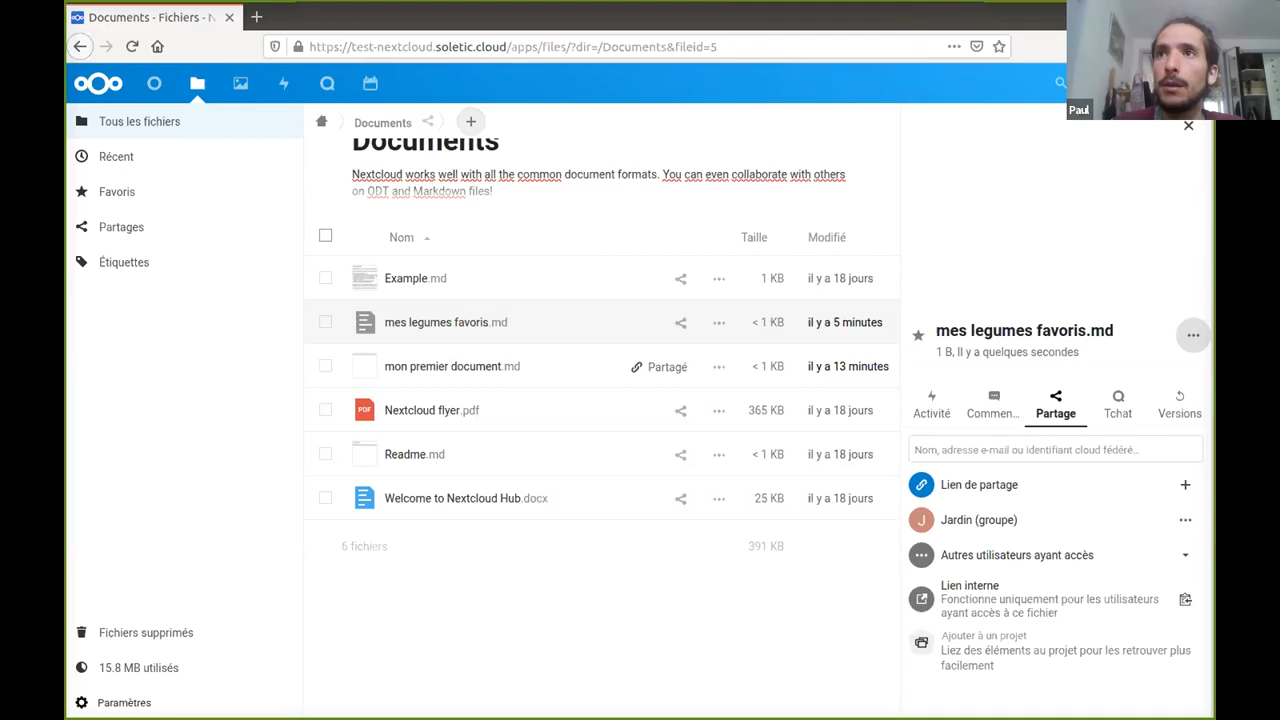 Documents - Fichiers - N
https://test-nextcloud.soletic.cloud/apps/files/?dir=/Documents&fileid=5
Paul
Tous les fichiers
Récent
Favoris
Partages
Étiquettes
Fichiers supprimés
15.8 MB utilisés
Paramètres
Documents
Documents
Nextcloud works well with all the common document formats. You can even collaborate with others
on ODT and Markdown files!
Nom Taille Modifié
Example.md 1 KB il y a 18 jours
mes legumes favoris.md < 1 KB il y a 5 minutes
mon premier document.md Partagé < 1 KB il y a 13 minutes
PDF Nextcloud flyer.pdf 365 KB il y a 18 jours
Readme.md < 1 KB il y a 18 jours
Welcome to Nextcloud Hub.docx 25 KB il y a 18 jours
6 fichiers 391 KB
mes legumes favoris.md
1 B, Il y a quelques secondes
Activité Commen... Partage Tchat Versions
Nom, adresse e-mail ou identifiant cloud fédéré...
Lien de partage
J Jardin (groupe)
Autres utilisateurs ayant accès
Lien interne
Fonctionne uniquement pour les utilisateurs
ayant accès à ce fichier
Ajouter à un projet
Liez des éléments au projet pour les retrouver plus
facilement